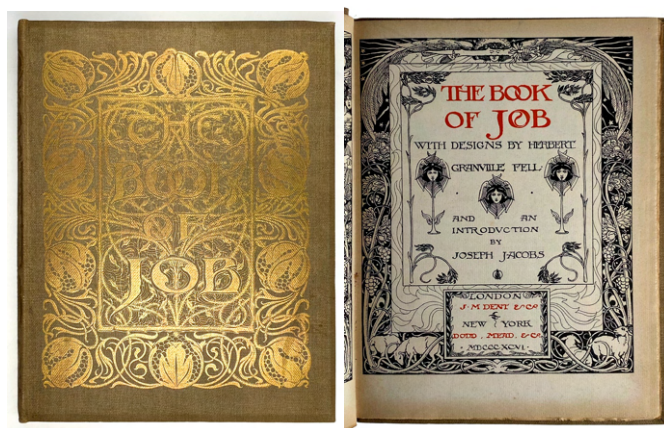 THE
BOOK
OF
JOB
THE BOOK
OF JOB
WITH DESIGNS BY HERBERT
GRANVILLE FELL
AND AN
INTRODVCTION
BY
JOSEPH JACOBS
LONDON
J·M DENT & Co
NEW YORK
DODD, MEAD, & Co.
·MDCCCXCVI·